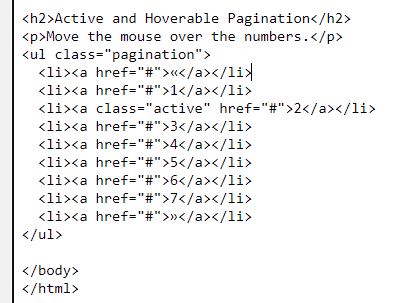 <h2>Active and Hoverable Pagination</h2>
<p>Move the mouse over the numbers.</p>
<ul class="pagination">
  <li><a href="#">«</a></li>
  <li><a href="#">1</a></li>
  <li><a class="active" href="#">2</a></li>
  <li><a href="#">3</a></li>
  <li><a href="#">4</a></li>
  <li><a href="#">5</a></li>
  <li><a href="#">6</a></li>
  <li><a href="#">7</a></li>
  <li><a href="#">»</a></li>
</ul>

</body>
</html>